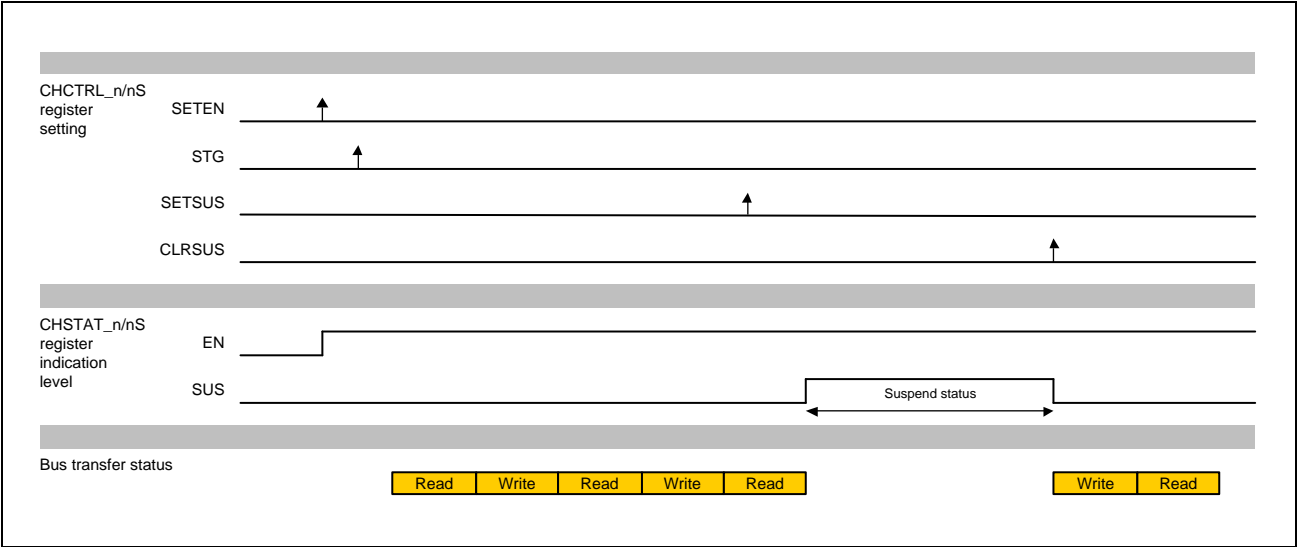 CHCTRL_n/nS
register
setting
SETEN
STG
SETSUS
CLRSUS
CHSTAT_n/nS
register
indication
level
EN
SUS
Suspend status
Bus transfer status
Read Write Read Write Read Write Read